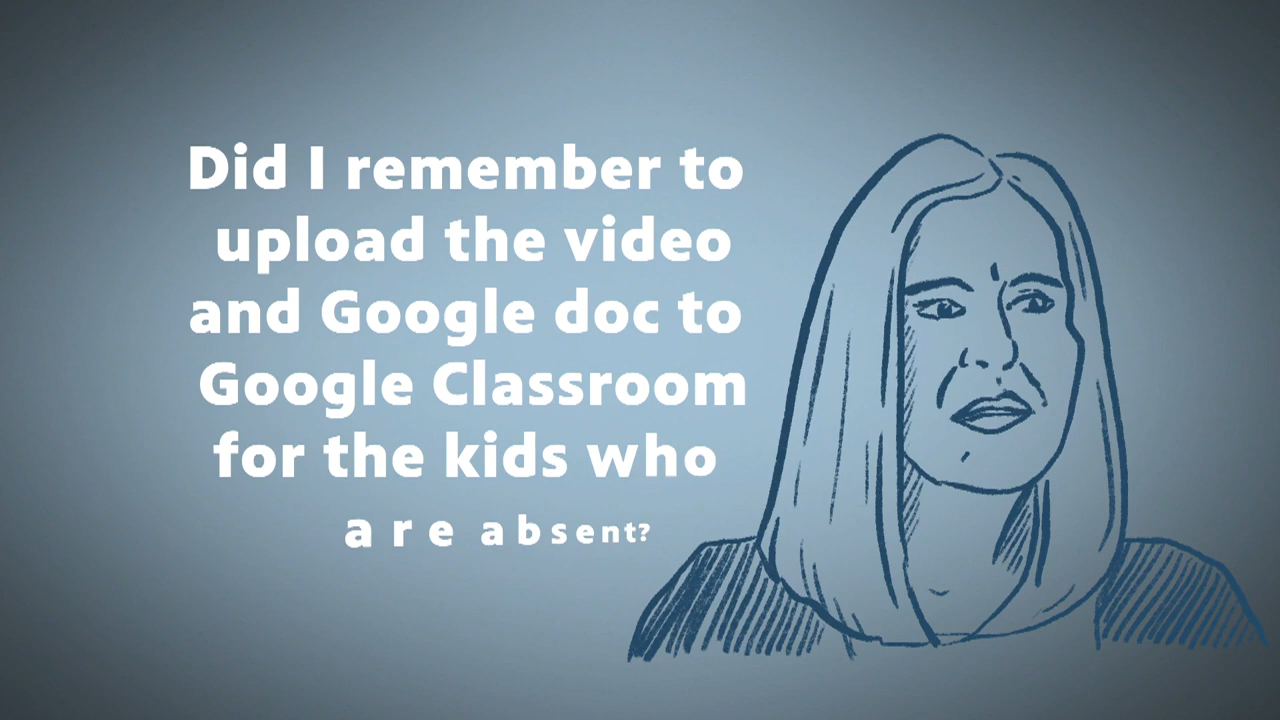 Did I remember to
upload the video
and Google doc to
Google Classroom
for the kids who
are absent?